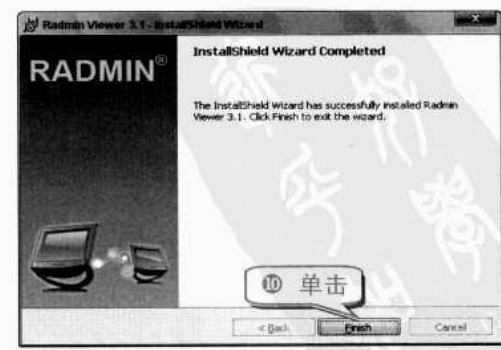 Radmin Viewer 3.1 - InstallShield Wizard
RADMIN®
InstallShield Wizard Completed
The InstallShield Wizard has successfully installed Radmin
Viewer 3.1. Click Finish to exit the wizard.
⑩ 单击
< Back
Finish
Cancel